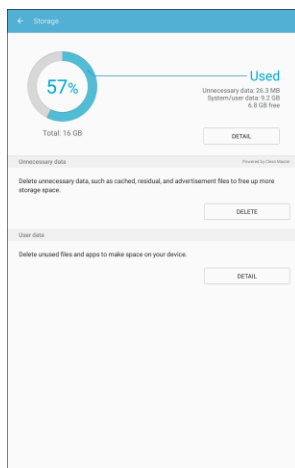 Storage
57%
Used
Unnecessary data: 26.3 MB
System/user data: 9.2 GB
6.8 GB free
Total: 16 GB
DETAIL
Unnecessary data
Powered by Clean Master
Delete unnecessary data, such as cached, residual, and advertisement files to free up more
storage space.
DELETE
User data
Delete unused files and apps to make space on your device.
DETAIL